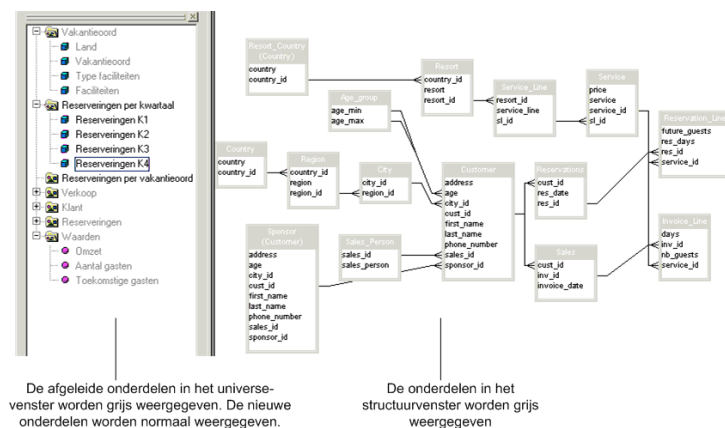 Vakantieoord
Land
Vakantieoord
Type faciliteiten
Faciliteiten
Reserveringen per kwartaal
Reserveringen K1
Reserveringen K2
Reserveringen K3
Reserveringen K4
Reserveringen per vakantieoord
Verkoop
Klant
Reserveringen
Waarden
Omzet
Aantal gasten
Toekomstige gasten
Resort_Country
(Country)
country
country_id
Age_group
age_min
age_max
Resort
country_id
resort
resort_id
Service_Line
resort_id
service_line
sl_id
Service
price
service
service_id
sl_id
Reservation_Line
future_guests
res_days
res_id
service_id
Country
country
country_id
Region
country_id
region
region_id
City
city_id
region_id
Customer
address
age
city_id
cust_id
first_name
last_name
phone_number
sales_id
sponsor_id
Reservations
cust_id
res_date
res_id
Sponsor
(Customer)
address
age
city_id
cust_id
first_name
last_name
phone_number
sales_id
sponsor_id
Sales_Person
sales_id
sales_person
Sales
cust_id
inv_id
invoice_date
Invoice_Line
days
inv_id
nb_guests
service_id
De afgeleide onderdelen in het universe-
venster worden grijs weergegeven. De nieuwe
onderdelen worden normaal weergegeven.
De onderdelen in het
structuurvenster worden grijs
weergegeven